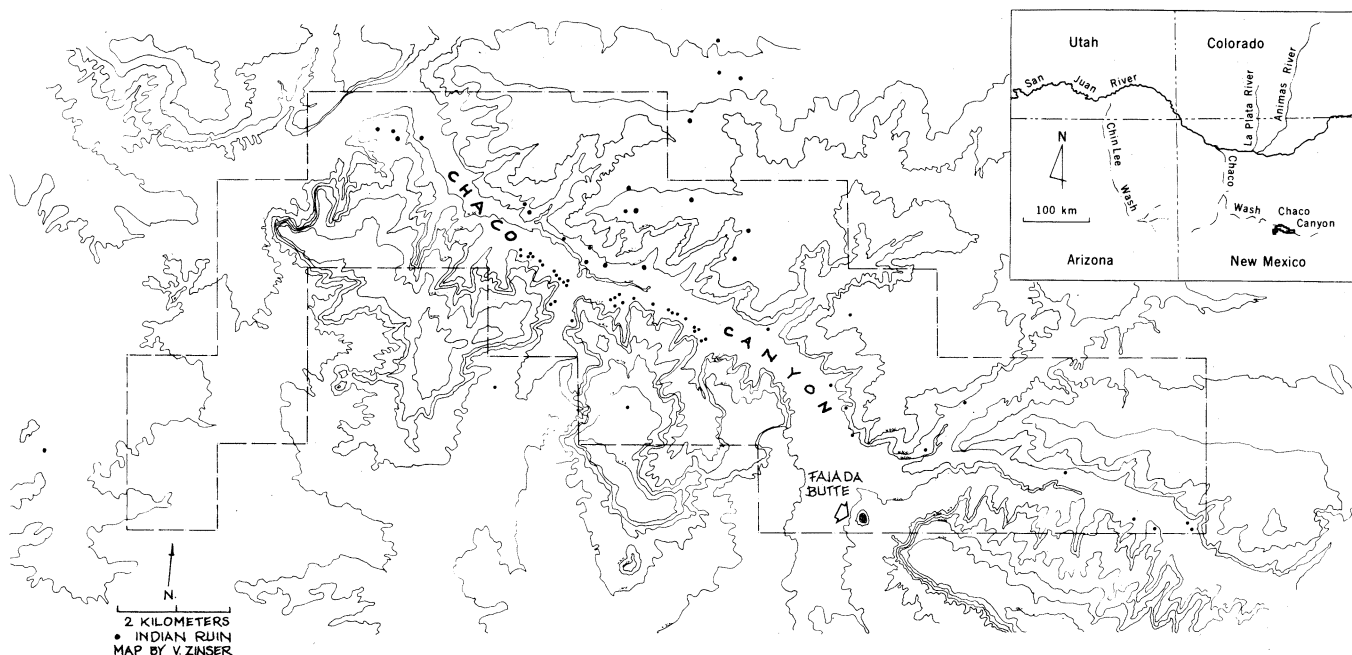 Utah
Colorado
San Juan River
La Plata River
Animas River
Chin Lee
Wash
N
100 km
Chaco
Wash
Chaco
Canyon
Arizona
New Mexico
CHACO
CANYON
FAJADA
BUTTE
N.
2 KILOMETERS
• INDIAN RUIN
MAP BY V. ZINSER